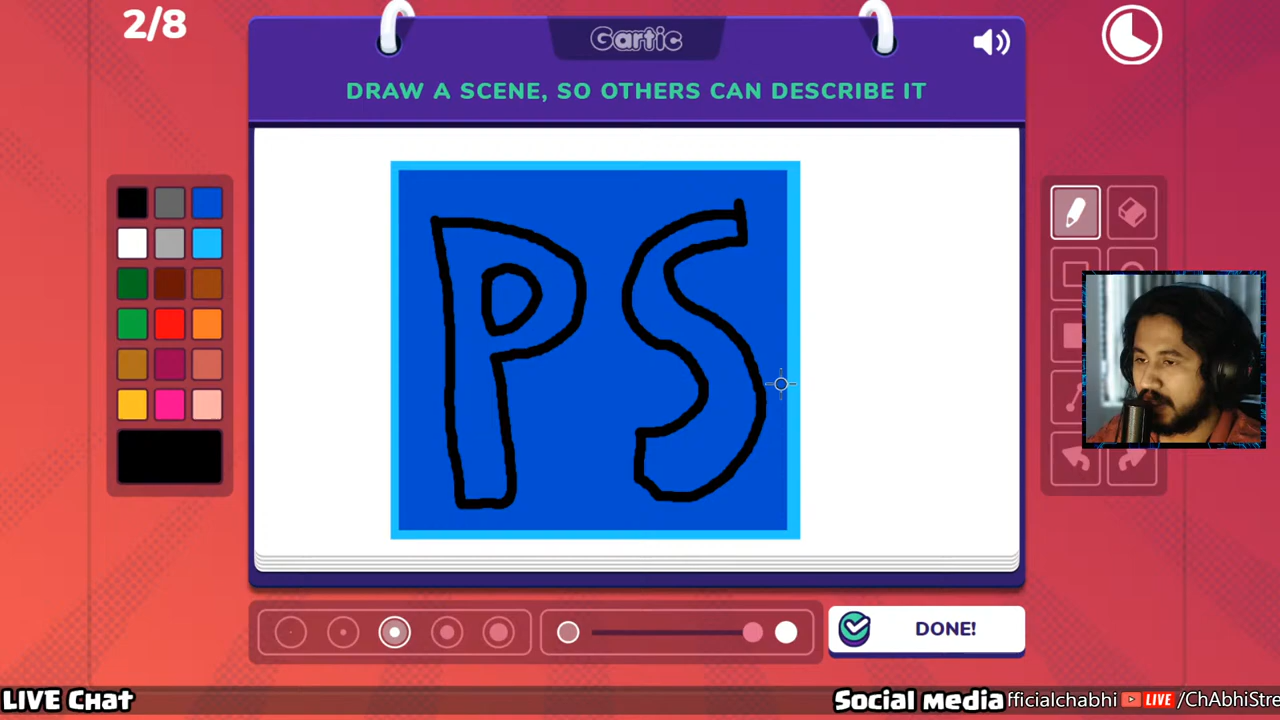 2/8
Gartic
DRAW A SCENE, SO OTHERS CAN DESCRIBE IT
PS
DONE!
LIVE Chat
Social Media fficialchabhi LIVE /ChAbhiStre